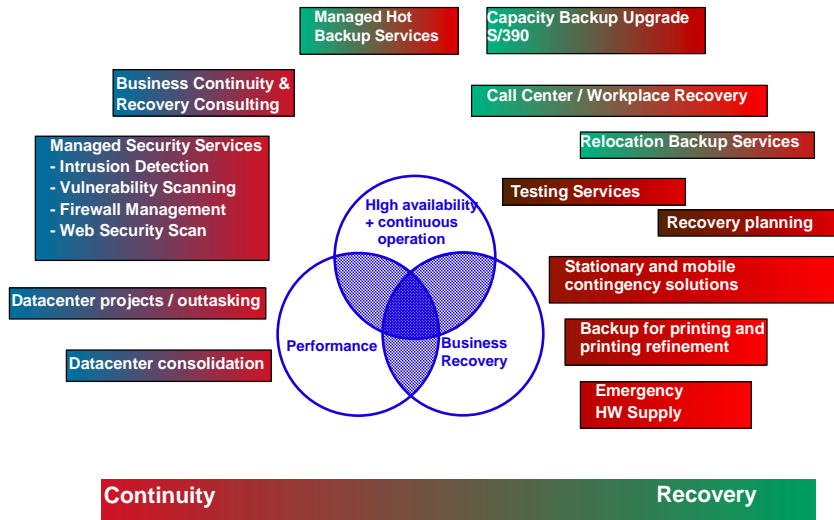 Managed Hot
Backup Services
Capacity Backup Upgrade
S/390
Business Continuity &
Recovery Consulting
Call Center / Workplace Recovery
Managed Security Services
- Intrusion Detection
- Vulnerability Scanning
- Firewall Management
- Web Security Scan
Relocation Backup Services
Testing Services
Recovery planning
HIgh availability
+ continuous
operation
Stationary and mobile
contingency solutions
Datacenter projects / outtasking
Performance
Business
Recovery
Backup for printing and
printing refinement
Datacenter consolidation
Emergency
HW Supply
Continuity
Recovery